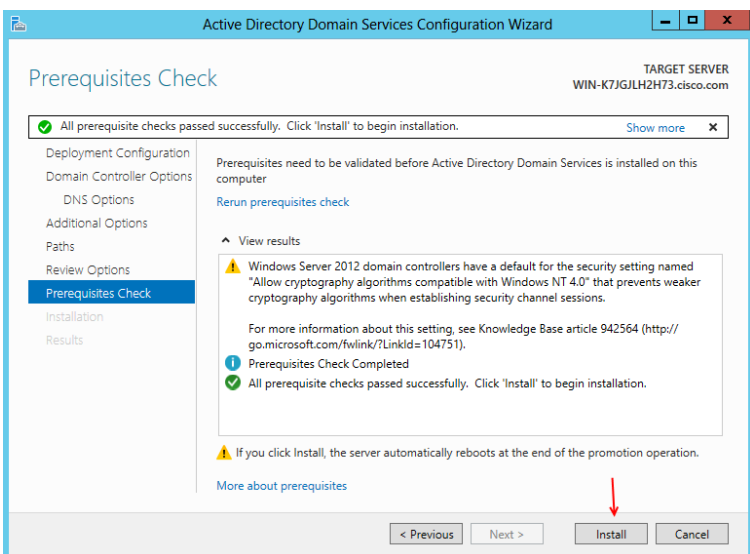 Active Directory Domain Services Configuration Wizard
Prerequisites Check
TARGET SERVER
WIN-K7JGJLH2H73.cisco.com
All prerequisite checks passed successfully. Click 'Install' to begin installation.
Show more
Deployment Configuration
Domain Controller Options
DNS Options
Additional Options
Paths
Review Options
Prerequisites Check
Installation
Results
Prerequisites need to be validated before Active Directory Domain Services is installed on this
computer
Rerun prerequisites check
View results
Windows Server 2012 domain controllers have a default for the security setting named
"Allow cryptography algorithms compatible with Windows NT 4.0" that prevents weaker
cryptography algorithms when establishing security channel sessions.
For more information about this setting, see Knowledge Base article 942564 (http://
go.microsoft.com/fwlink/?LinkId=104751).
Prerequisites Check Completed
All prerequisite checks passed successfully. Click 'Install' to begin installation.
If you click Install, the server automatically reboots at the end of the promotion operation.
More about prerequisites
< Previous
Next >
Install
Cancel